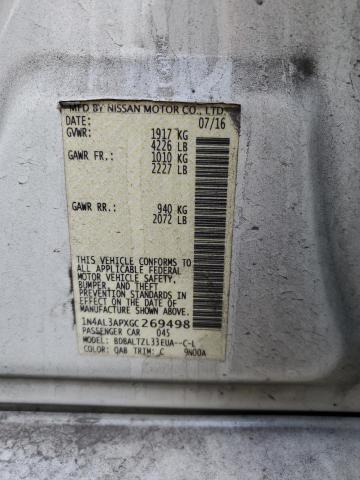 MFD BY NISSAN MOTOR CO., LTD.
DATE: 07/16
GVWR: 1917 KG
4226 LB
GAWR FR.: 1010 KG
2227 LB
GAWR RR.: 940 KG
2072 LB
THIS VEHICLE CONFORMS TO ALL
APPLICABLE FEDERAL
MOTOR VEHICLE SAFETY,
BUMPER, AND THEFT
PREVENTION STANDARDS IN
EFFECT ON THE DATE OF
MANUFACTURE SHOWN ABOVE.
1N4AL3APXGC269498
PASSENGER CAR 045
MODEL: BDBALTZL33EUA--C-L
COLOR: QAB TRIM: C 9N00A